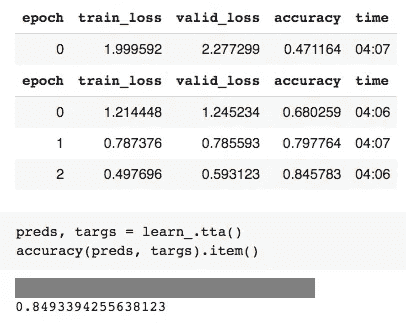 epoch train_loss valid_loss accuracy time
0 1.999592 2.277299 0.471164 04:07
epoch train_loss valid_loss accuracy time
0 1.214448 1.245234 0.680259 04:06
1 0.787376 0.785593 0.797764 04:07
2 0.497696 0.593123 0.845783 04:06
preds, targs = learn_.tta()
accuracy(preds, targs).item()
0.8493394255638123